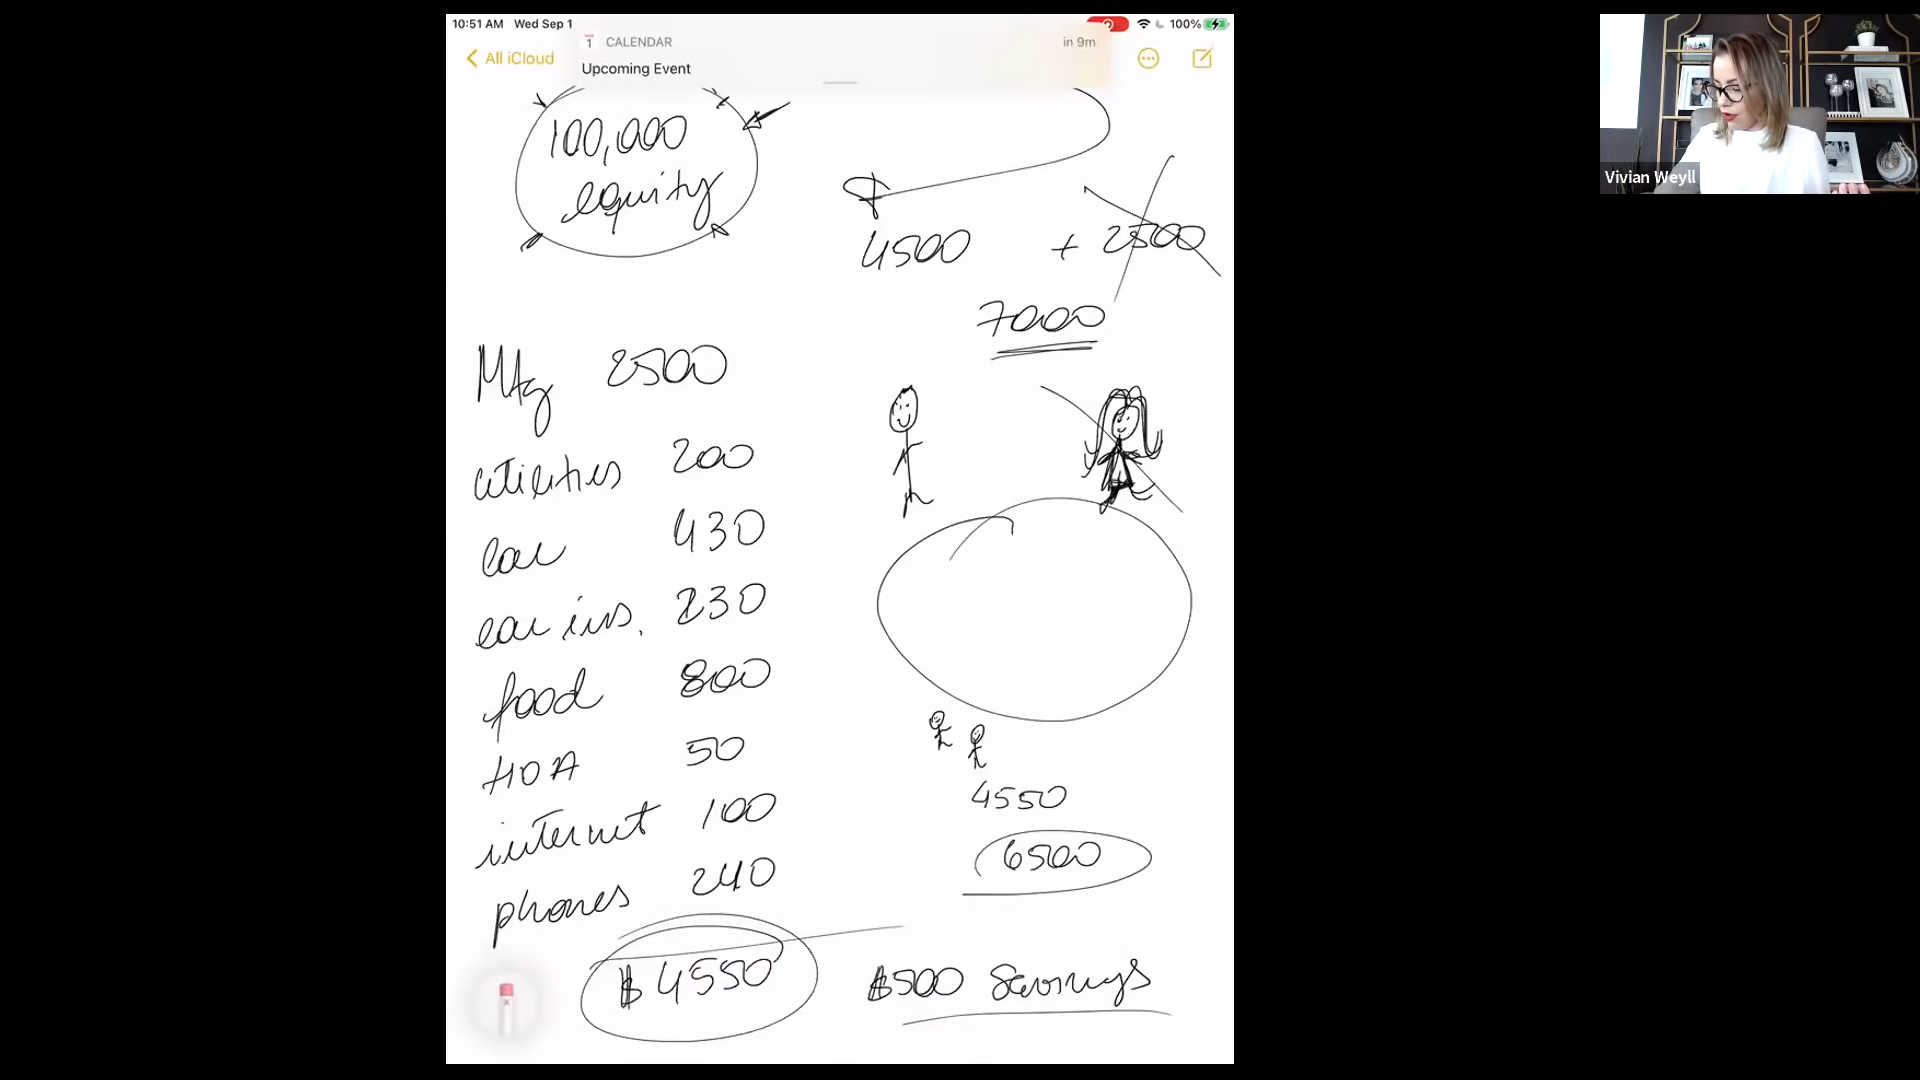 10:51 AM Wed Sep 1
100%
CALENDAR
in 9m
1
All iCloud
Upcoming Event
100,000
equity
4500 + 2500
7000
Mtg 2500
utilities 200
car 430
car ins. 230
food 800
HOA 50
internet 100
phones 240
$4550
4550
6500
$500 Savings
Vivian Weyll